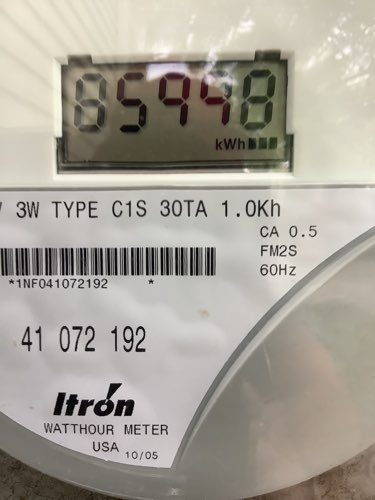 85998
kWh
3W TYPE C1S 30TA 1.0Kh
CA 0.5
FM2S
60Hz
*1NF041072192 *
41 072 192
Itron
WATTHOUR METER
USA 10/05